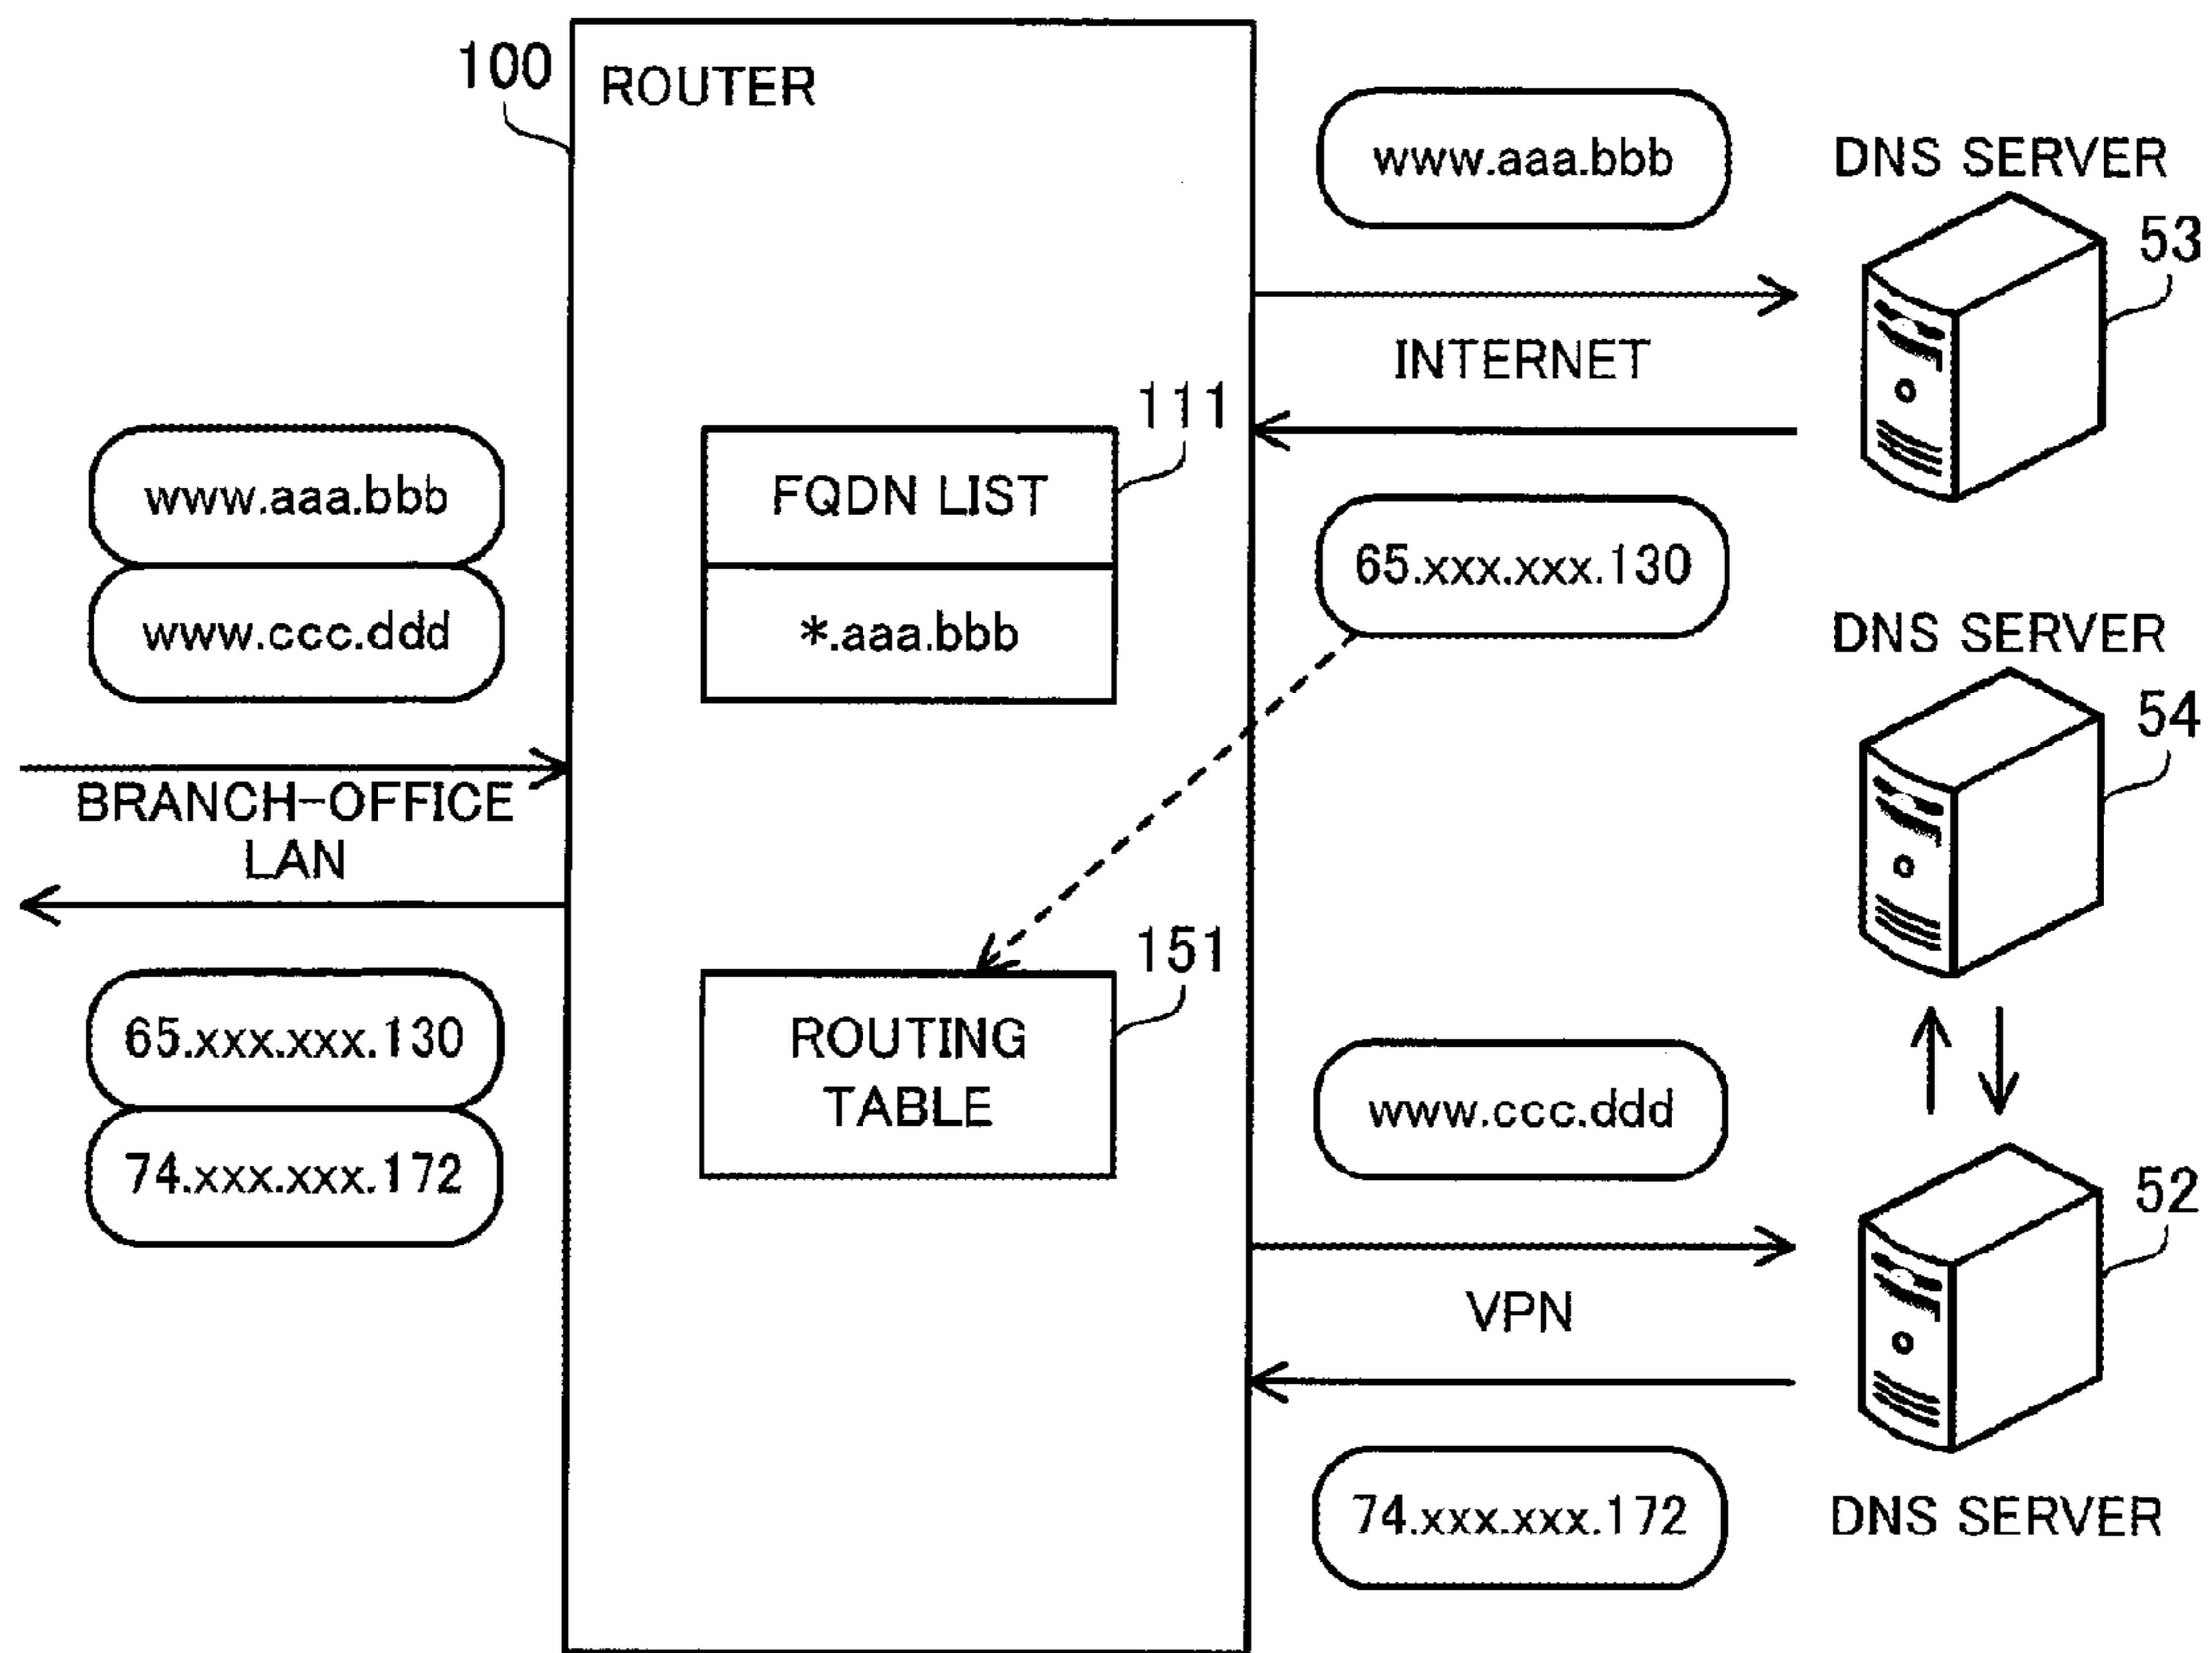 100
ROUTER
www.aaa.bbb
DNS SERVER
53
INTERNET
111
FQDN LIST
*.aaa.bbb
www.aaa.bbb
www.ccc.ddd
65.xxx.xxx.130
DNS SERVER
54
BRANCH-OFFICE
LAN
151
ROUTING
TABLE
65.xxx.xxx.130
74.xxx.xxx.172
www.ccc.ddd
52
VPN
74.xxx.xxx.172
DNS SERVER